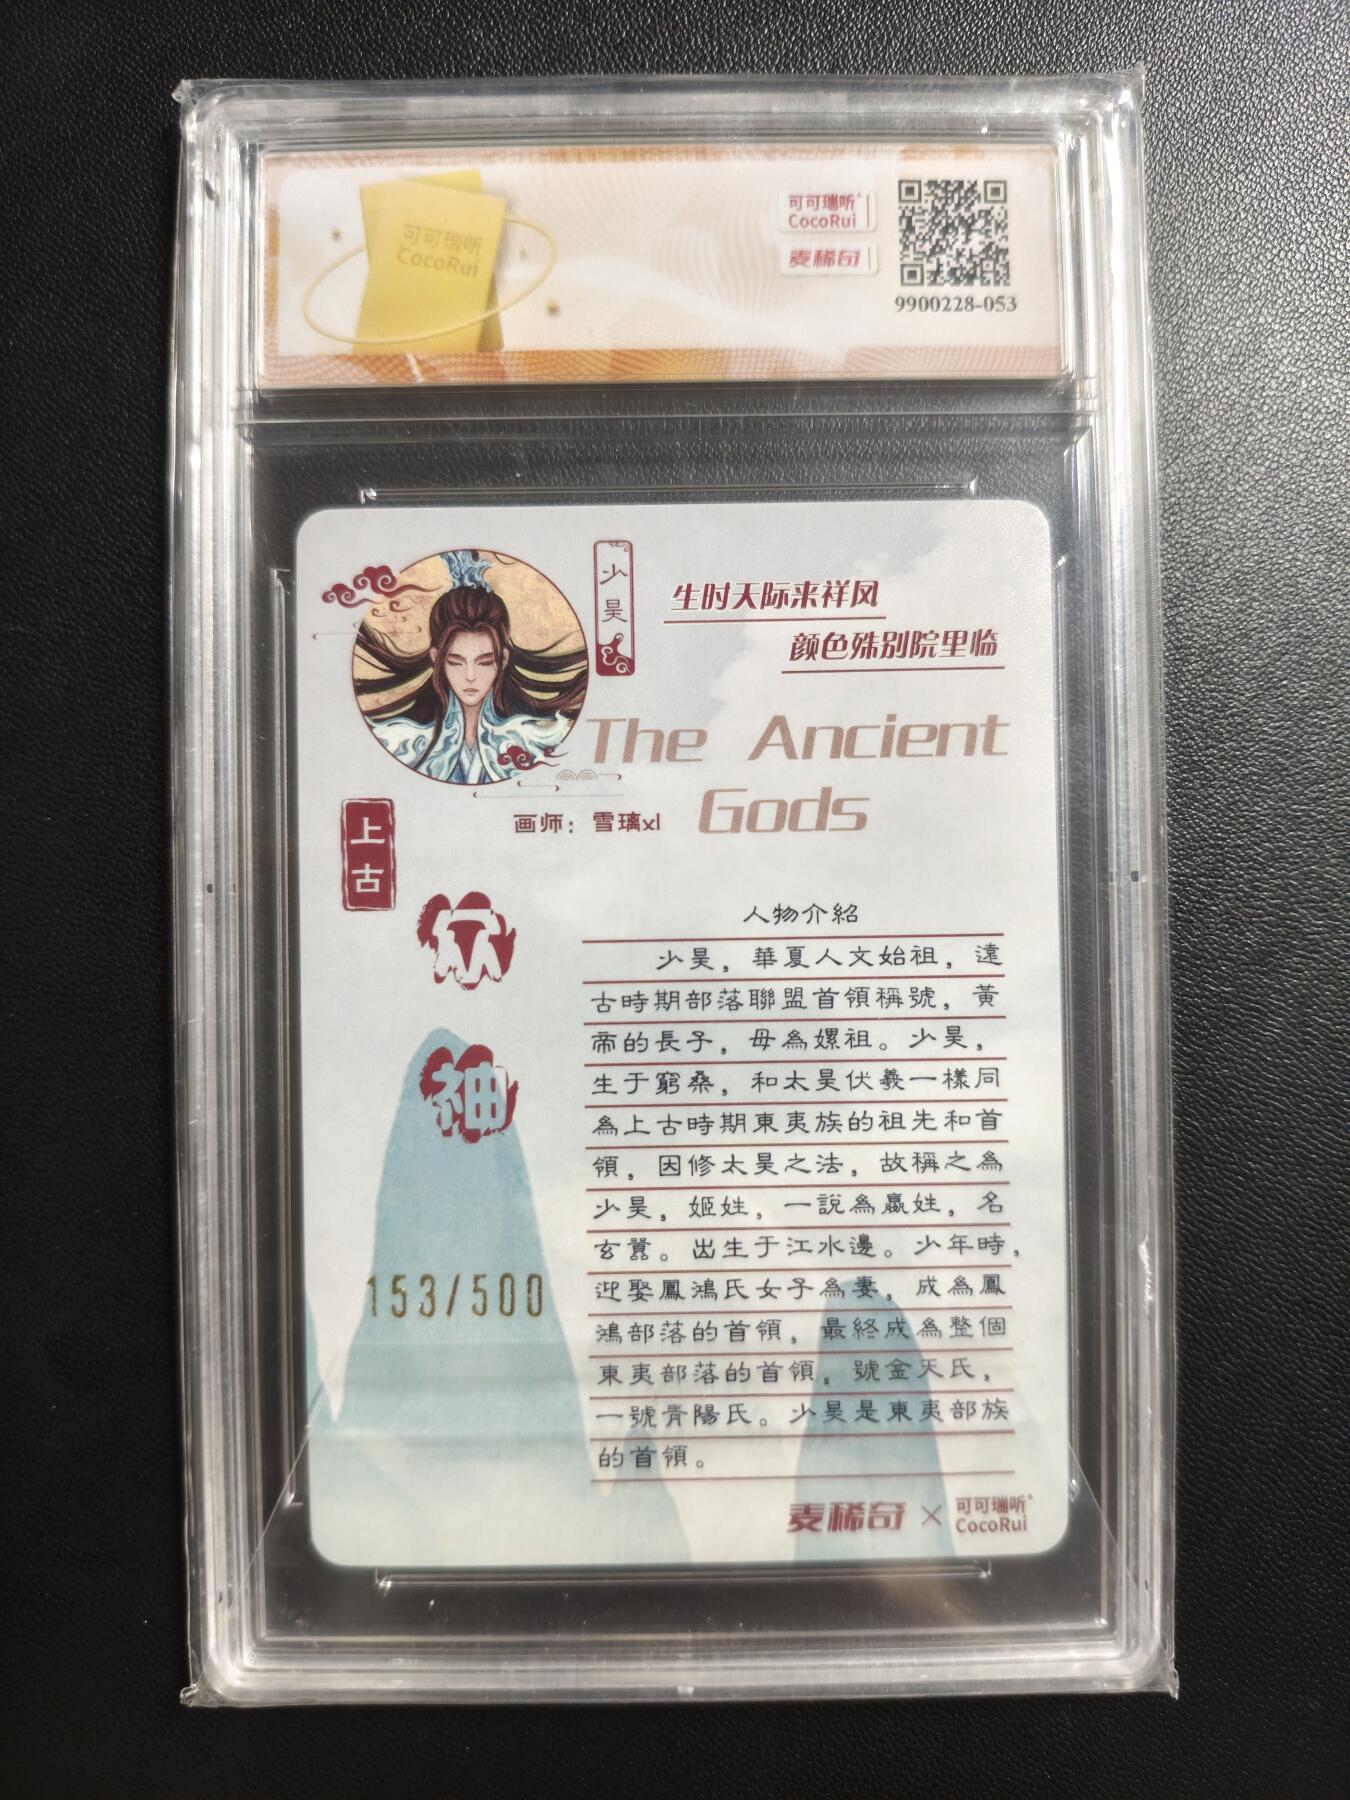 可可瑞听
CocoRui
可可瑞听
CocoRui
麦稀奇
9900228-053
少昊
生时天际来祥凤
颜色殊别院里临
The Ancient
Gods
画师：雪璃xl
上古
众神
153/500
人物介紹
少昊，華夏人文始祖，遠
古時期部落聯盟首領稱號，黃
帝的長子，母為嫘祖。少昊，
生于窮桑，和太昊伏羲一樣同
為上古時期東夷族的祖先和首
領，因修太昊之法，故稱之為
少昊，姬姓，一說為嬴姓，名
玄囂。出生于江水邊。少年時，
迎娶鳳鴻氏女子為妻，成為鳳
鴻部落的首領，最終成為整個
東夷部落的首領，號金天氏，
一號青陽氏。少昊是東夷部族
的首領。
麦稀奇×可可瑞听
CocoRui